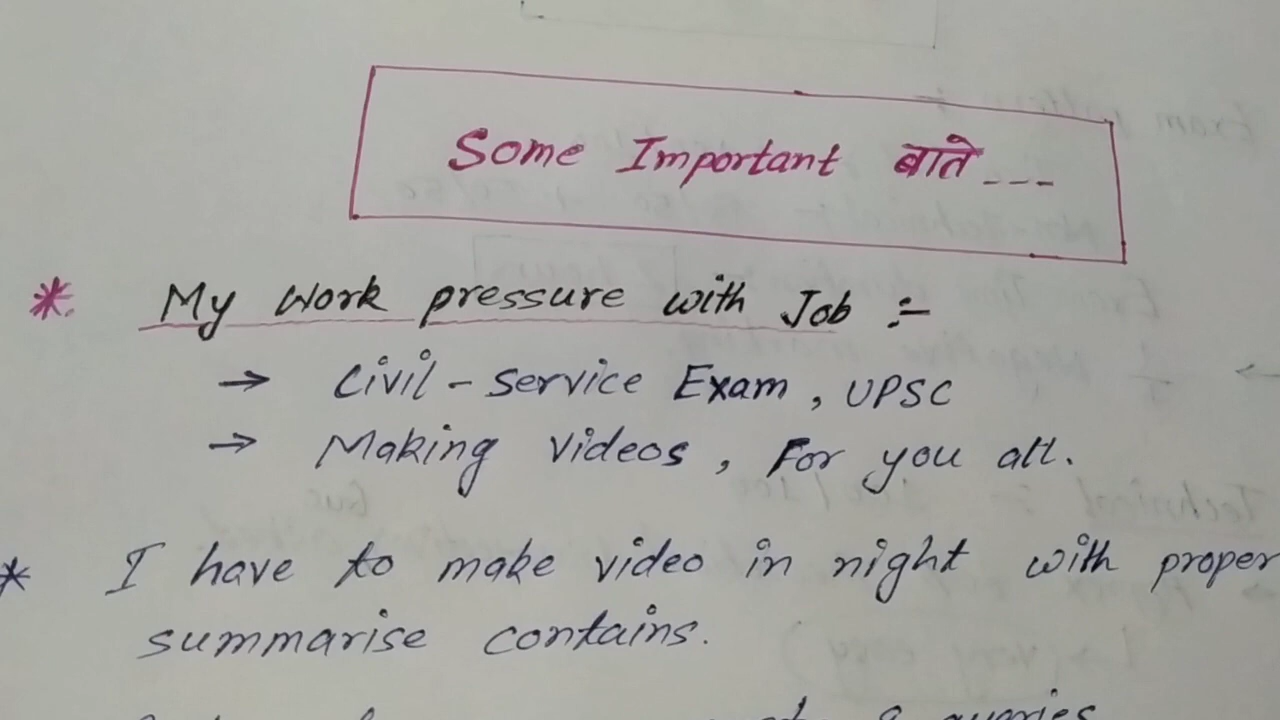 Some Important बाते---
*. My Work pressure with Job :-
→ Civil-service Exam, UPSC
→ Making Videos, For you all.
* I have to make video in night with proper
summarise contains.
& queries